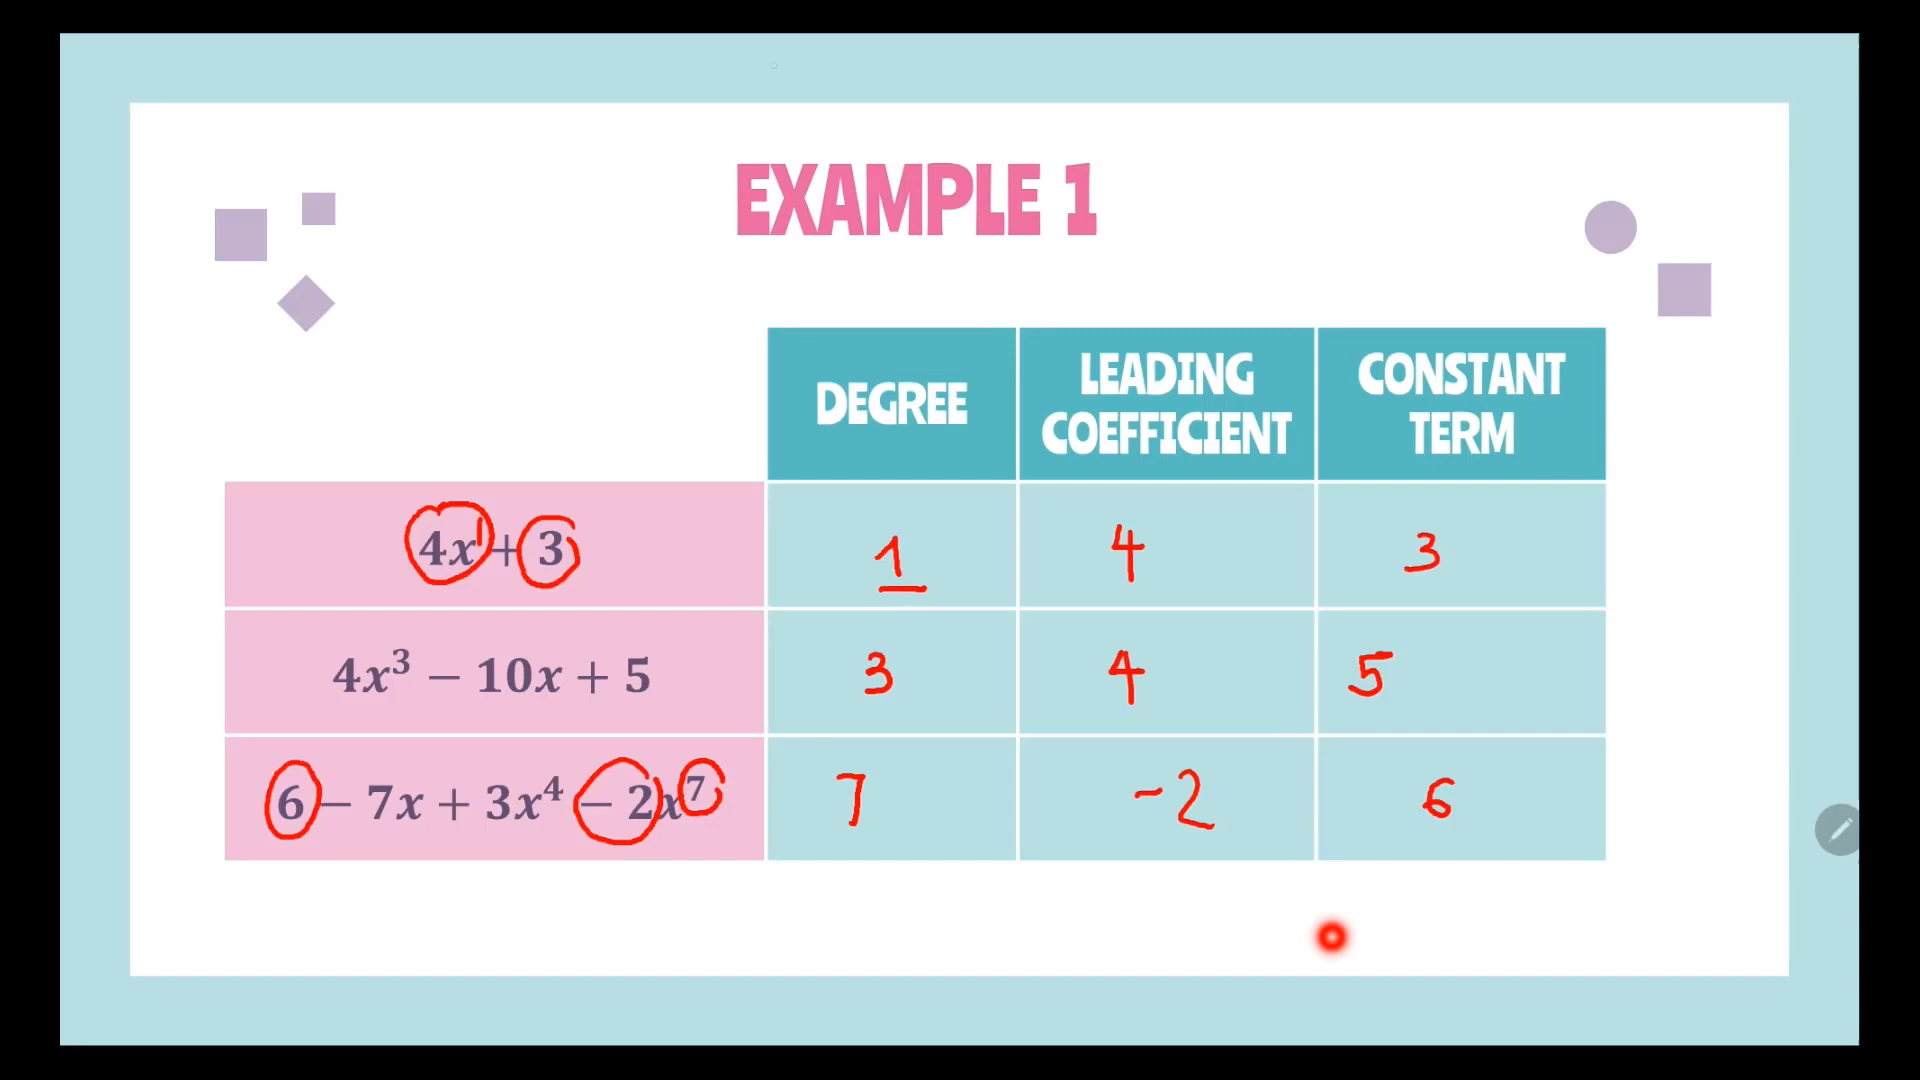 EXAMPLE 1
DEGREE
LEADING
COEFFICIENT
CONSTANT
TERM
4x¹ + 3
1
4
3
4x³ − 10x + 5
3
4
5
6 − 7x + 3x⁴ − 2x⁷
7
-2
6